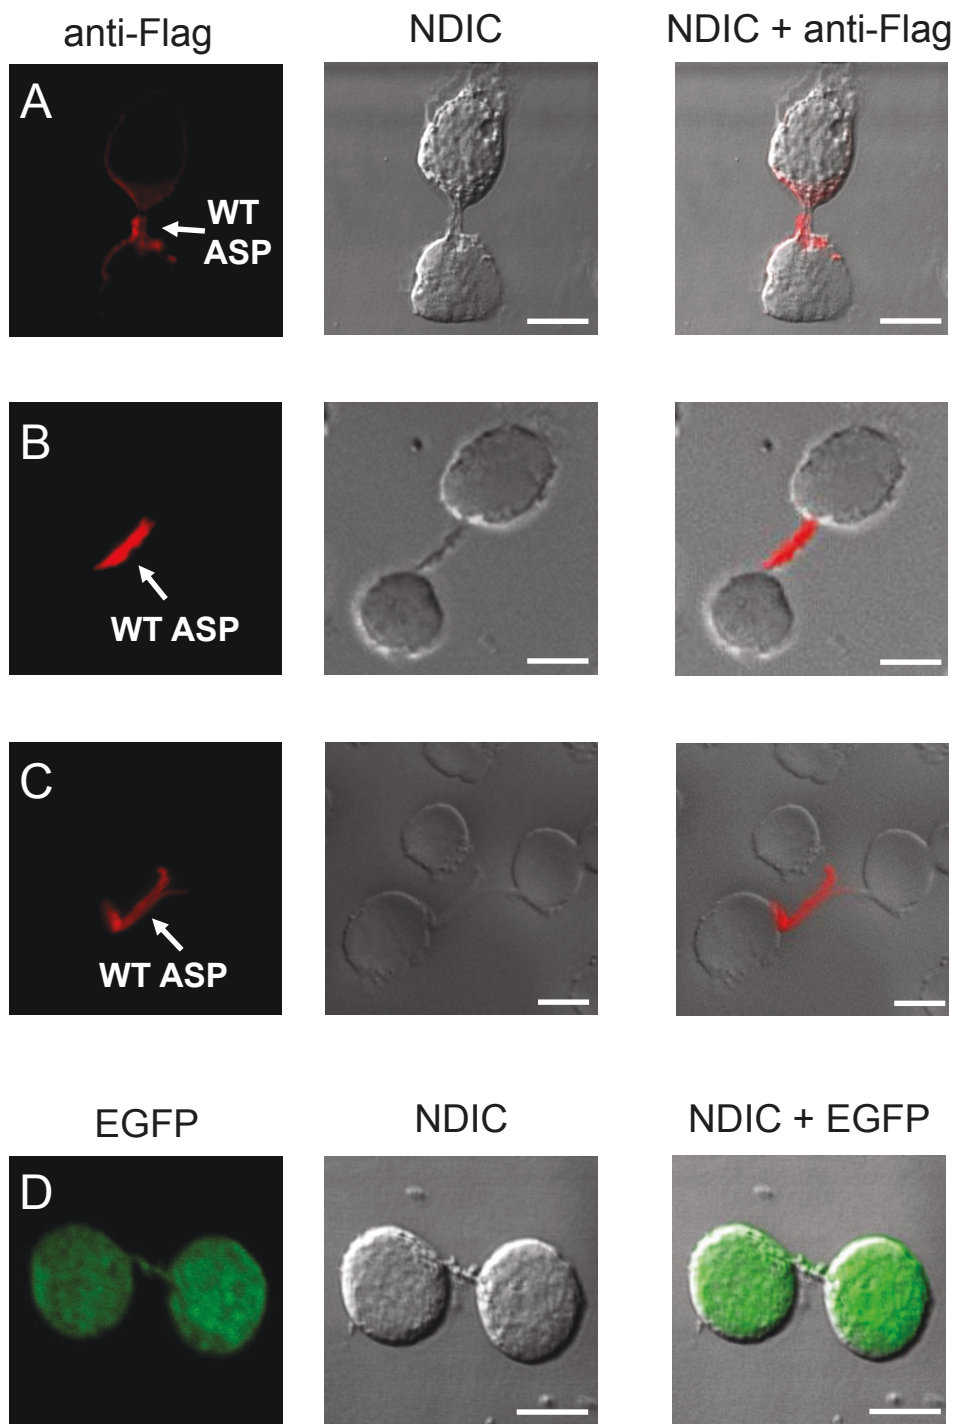 anti-Flag
NDIC
NDIC + anti-Flag
A
WT
ASP
B
WT ASP
C
WT ASP
EGFP
NDIC
NDIC + EGFP
D